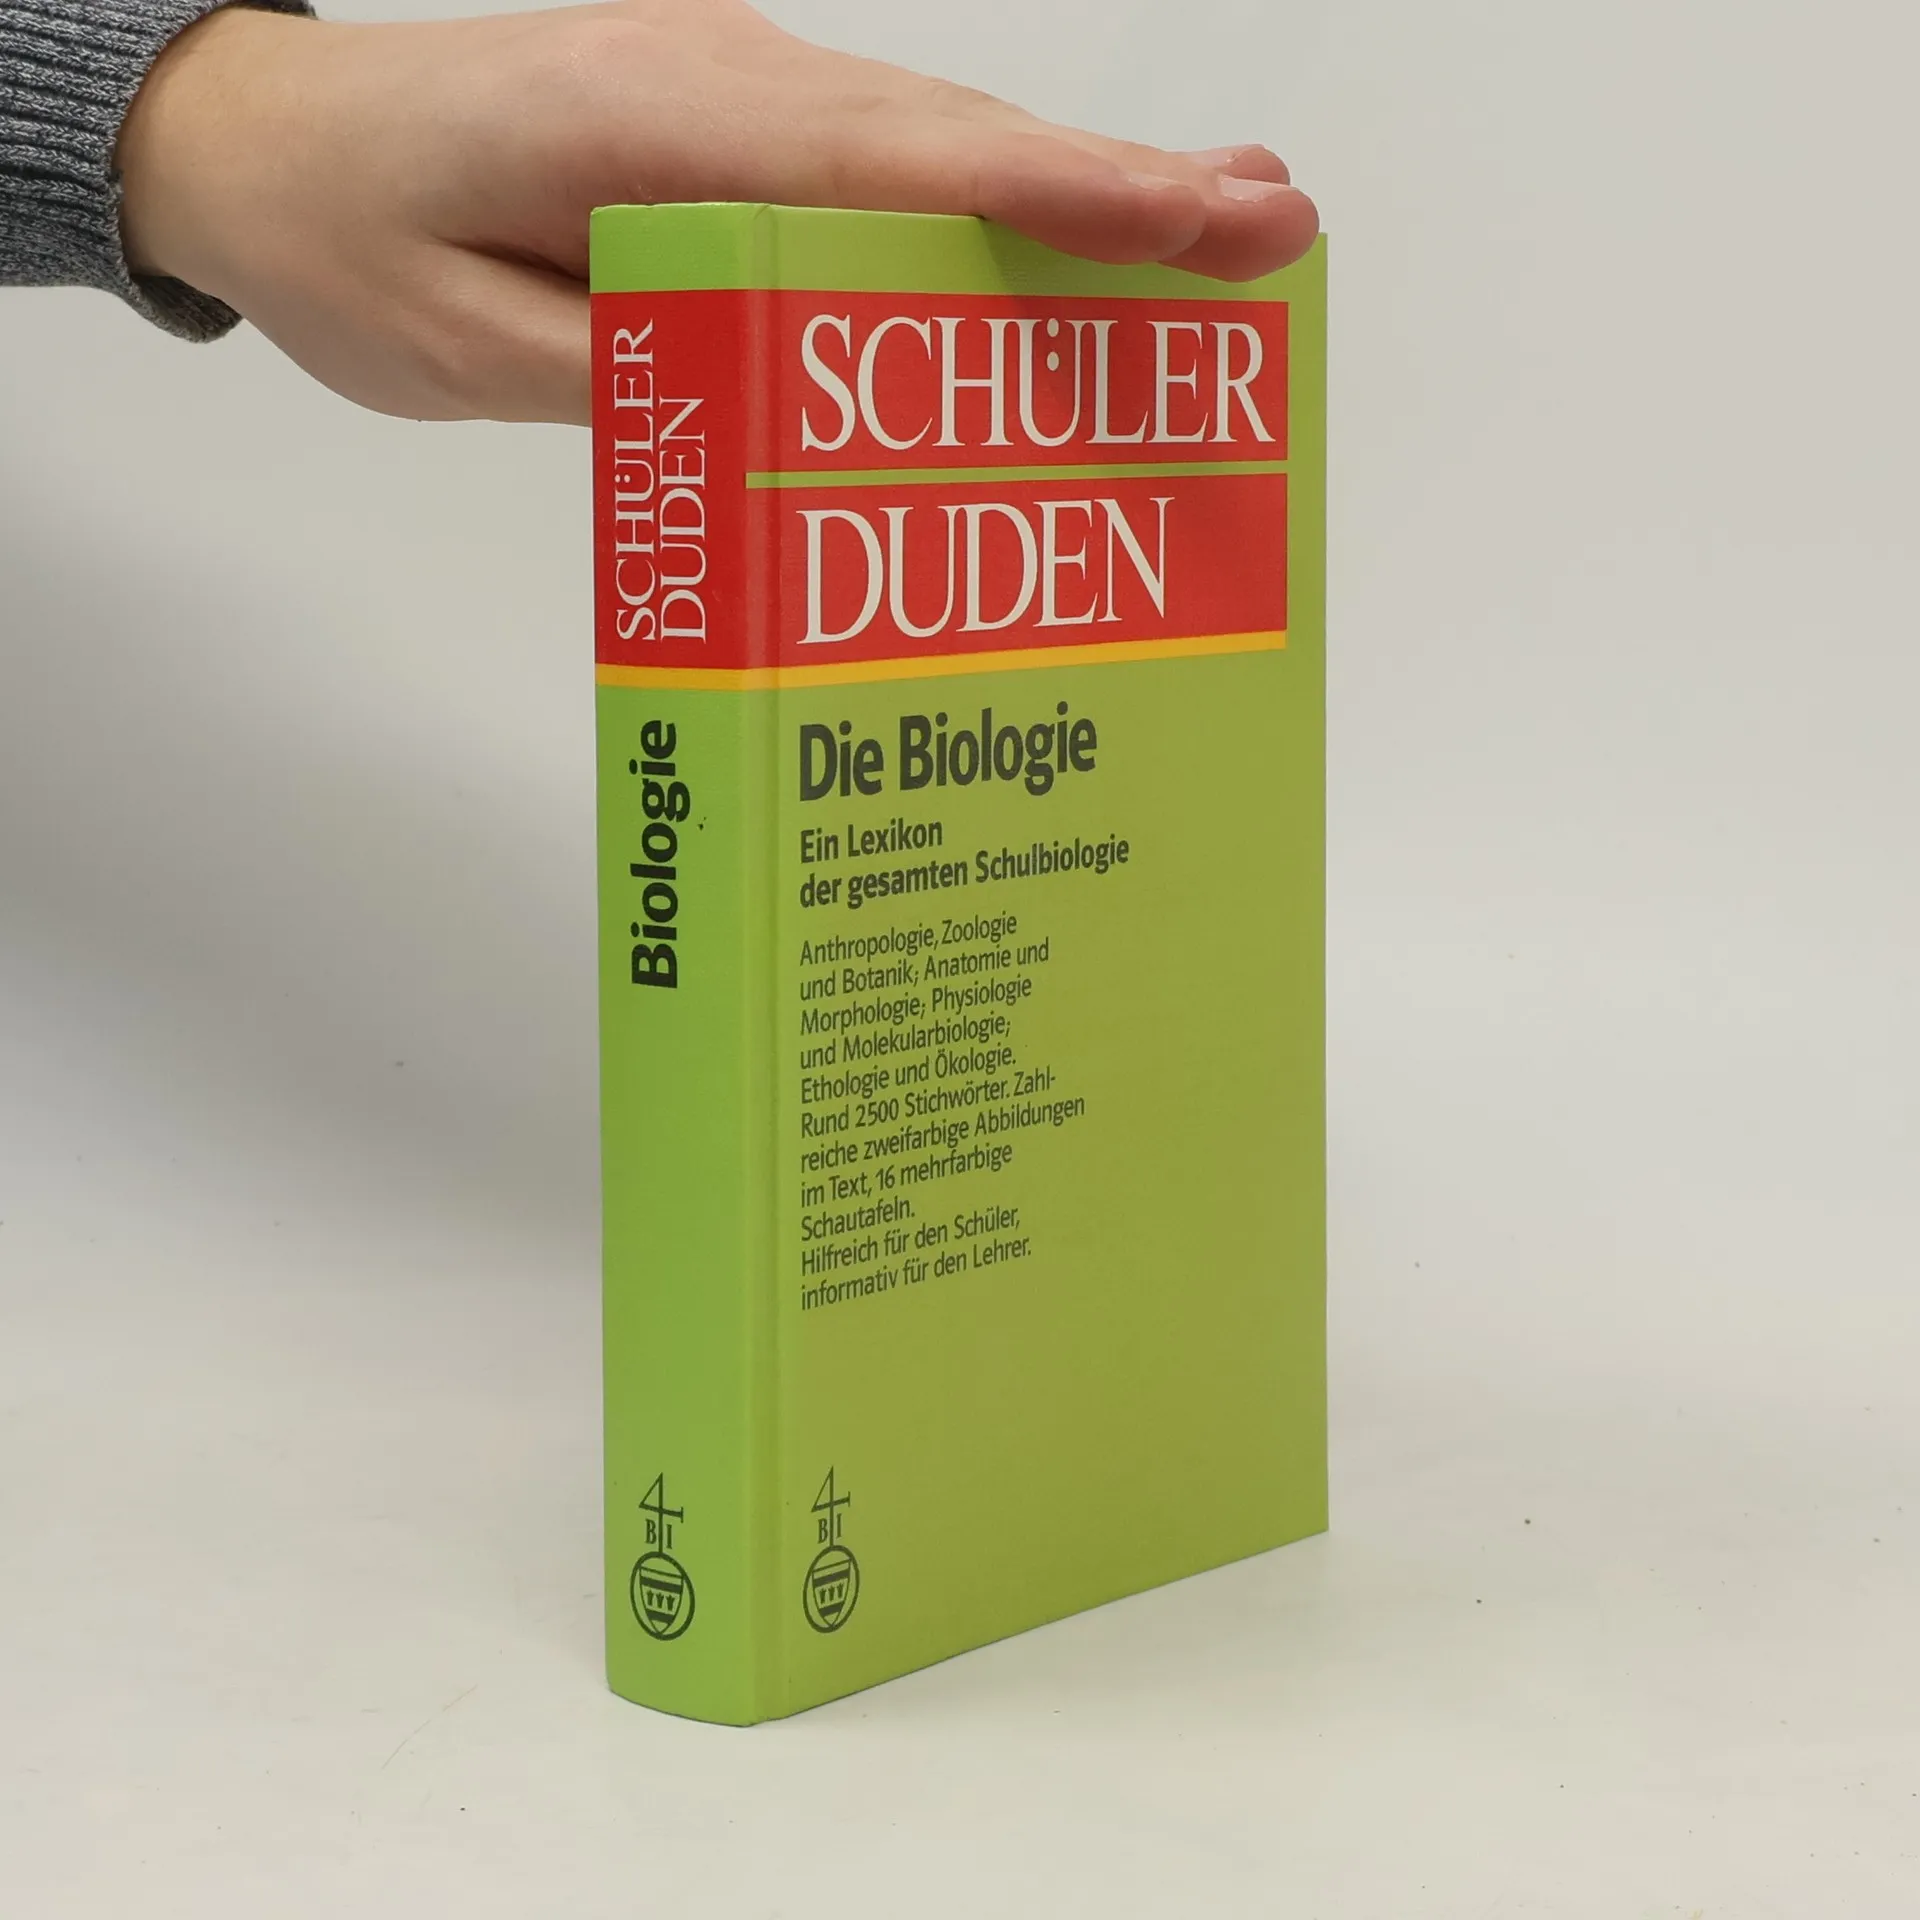 SCHÜLER
DUDEN
Biologie
B I
SCHÜLER
DUDEN
Die Biologie
Ein Lexikon
der gesamten Schulbiologie
Anthropologie, Zoologie
und Botanik; Anatomie und
Morphologie; Physiologie
und Molekularbiologie;
Ethologie und Ökologie.
Rund 2500 Stichwörter. Zahl-
reiche zweifarbige Abbildungen
im Text, 16 mehrfarbige
Schautafeln.
Hilfreich für den Schüler,
informativ für den Lehrer.
B I